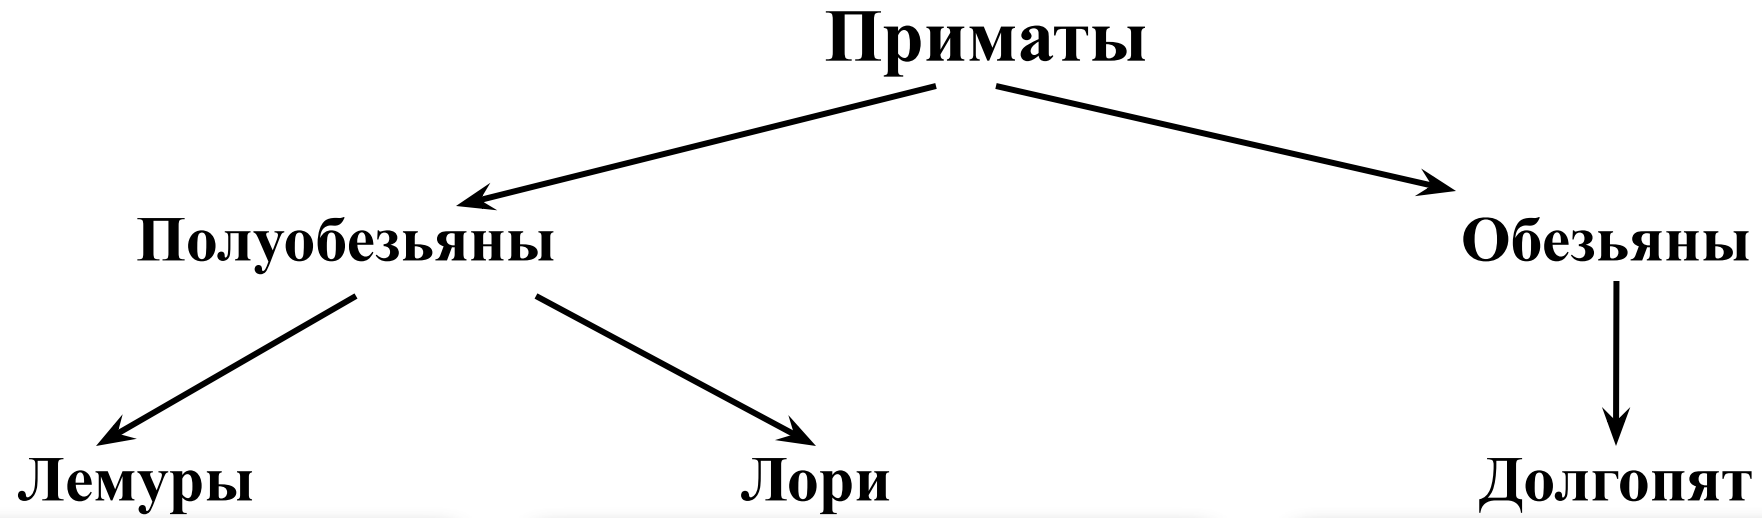 Приматы
Полуобезьяны
Обезьяны
Лемуры
Лори
Долгопят